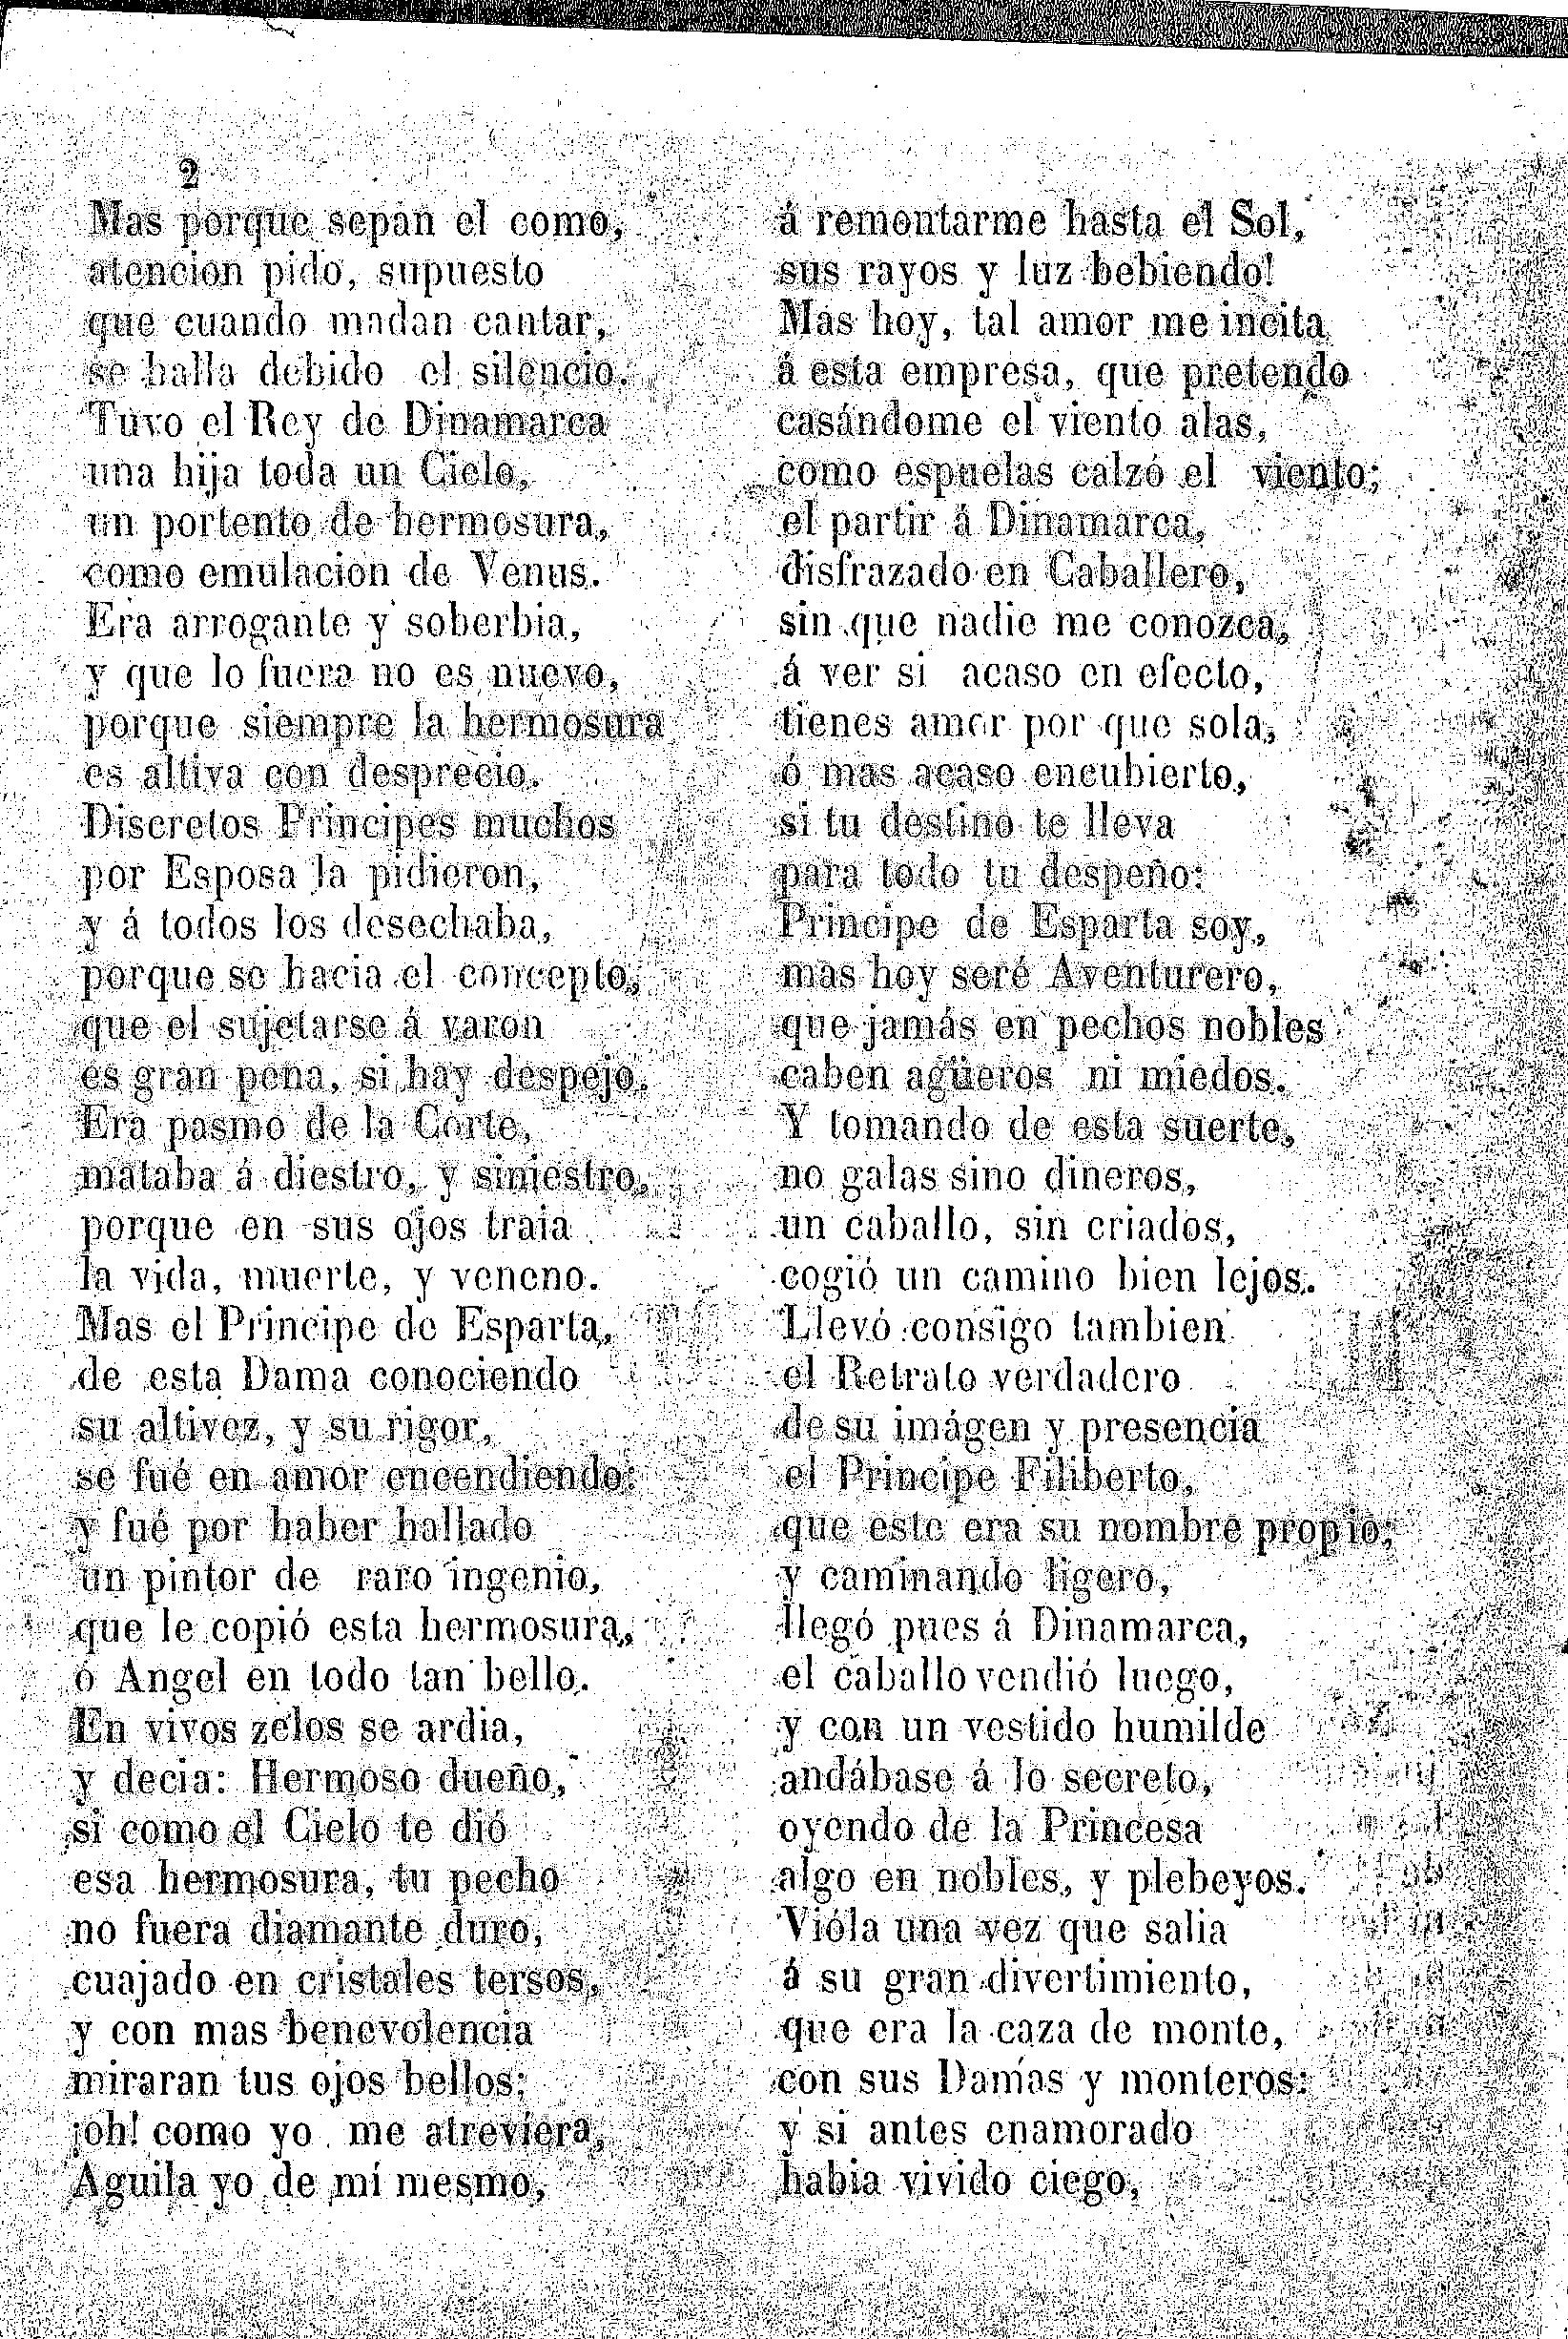 2
Mas porque sepan el como,
atencion pido, supuesto
que cuando madan cantar,
se halla debido el silencio.
Tuvo el Rey de Dinamarca
una hija toda un Cielo,
un portento de hermosura,
como emulacion de Venus.
Era arrogante y soberbia,
y que lo fuera no es nuevo,
porque siempre la hermosura
es altiva con desprecio.
Discretos Principes muchos
por Esposa la pidieron,
y á todos los desechaba,
porque se hacia el concepto,
que el sujetarse á varon
es gran pena, si hay despejo.
Era pasmo de la Corte,
mataba á diestro, y siniestro,
porque en sus ojos traia
la vida, muerte, y veneno.
Mas el Principe de Esparta,
de esta Dama conociendo
su altivez, y su rigor,
se fué en amor encendiendo:
y fué por haber hallado
un pintor de raro ingenio,
que le copió esta hermosura,
ó Angel en todo tan bello.
En vivos zelos se ardia,
y decia: Hermoso dueño,
si como el Cielo te dió
esa hermosura, tu pecho
no fuera diamante duro,
cuajado en cristales tersos,
y con mas benevolencia
miraran tus ojos bellos;
¡oh! como yo me atreviera,
Aguila yo de mí mesmo,
á remontarme hasta el Sol,
sus rayos y luz bebiendo!
Mas hoy, tal amor me incita
á esta empresa, que pretendo
casándome el viento alas,
como espuelas calzó el viento;
el partir á Dinamarca,
disfrazado en Caballero,
sin que nadie me conozca,
á ver si acaso en efecto,
tienes amor por que sola,
ó mas acaso encubierto,
si tu destino te lleva
para todo tu despeño:
Principe de Esparta soy,
mas hoy seré Aventurero,
que jamás en pechos nobles
caben agüeros ni miedos.
Y tomando de esta suerte,
no galas sino dineros,
un caballo, sin criados,
cogió un camino bien lejos.
Llevó consigo tambien
el Retrato verdadero
de su imágen y presencia
el Principe Filiberto,
que este era su nombre propio;
y caminando ligero,
llegó pues á Dinamarca,
el caballo vendió luego,
y con un vestido humilde
andábase á lo secreto,
oyendo de la Princesa
algo en nobles, y plebeyos.
Vióla una vez que salia
á su gran divertimiento,
que era la caza de monte,
con sus Damas y monteros:
y si antes enamorado
habia vivido ciego,